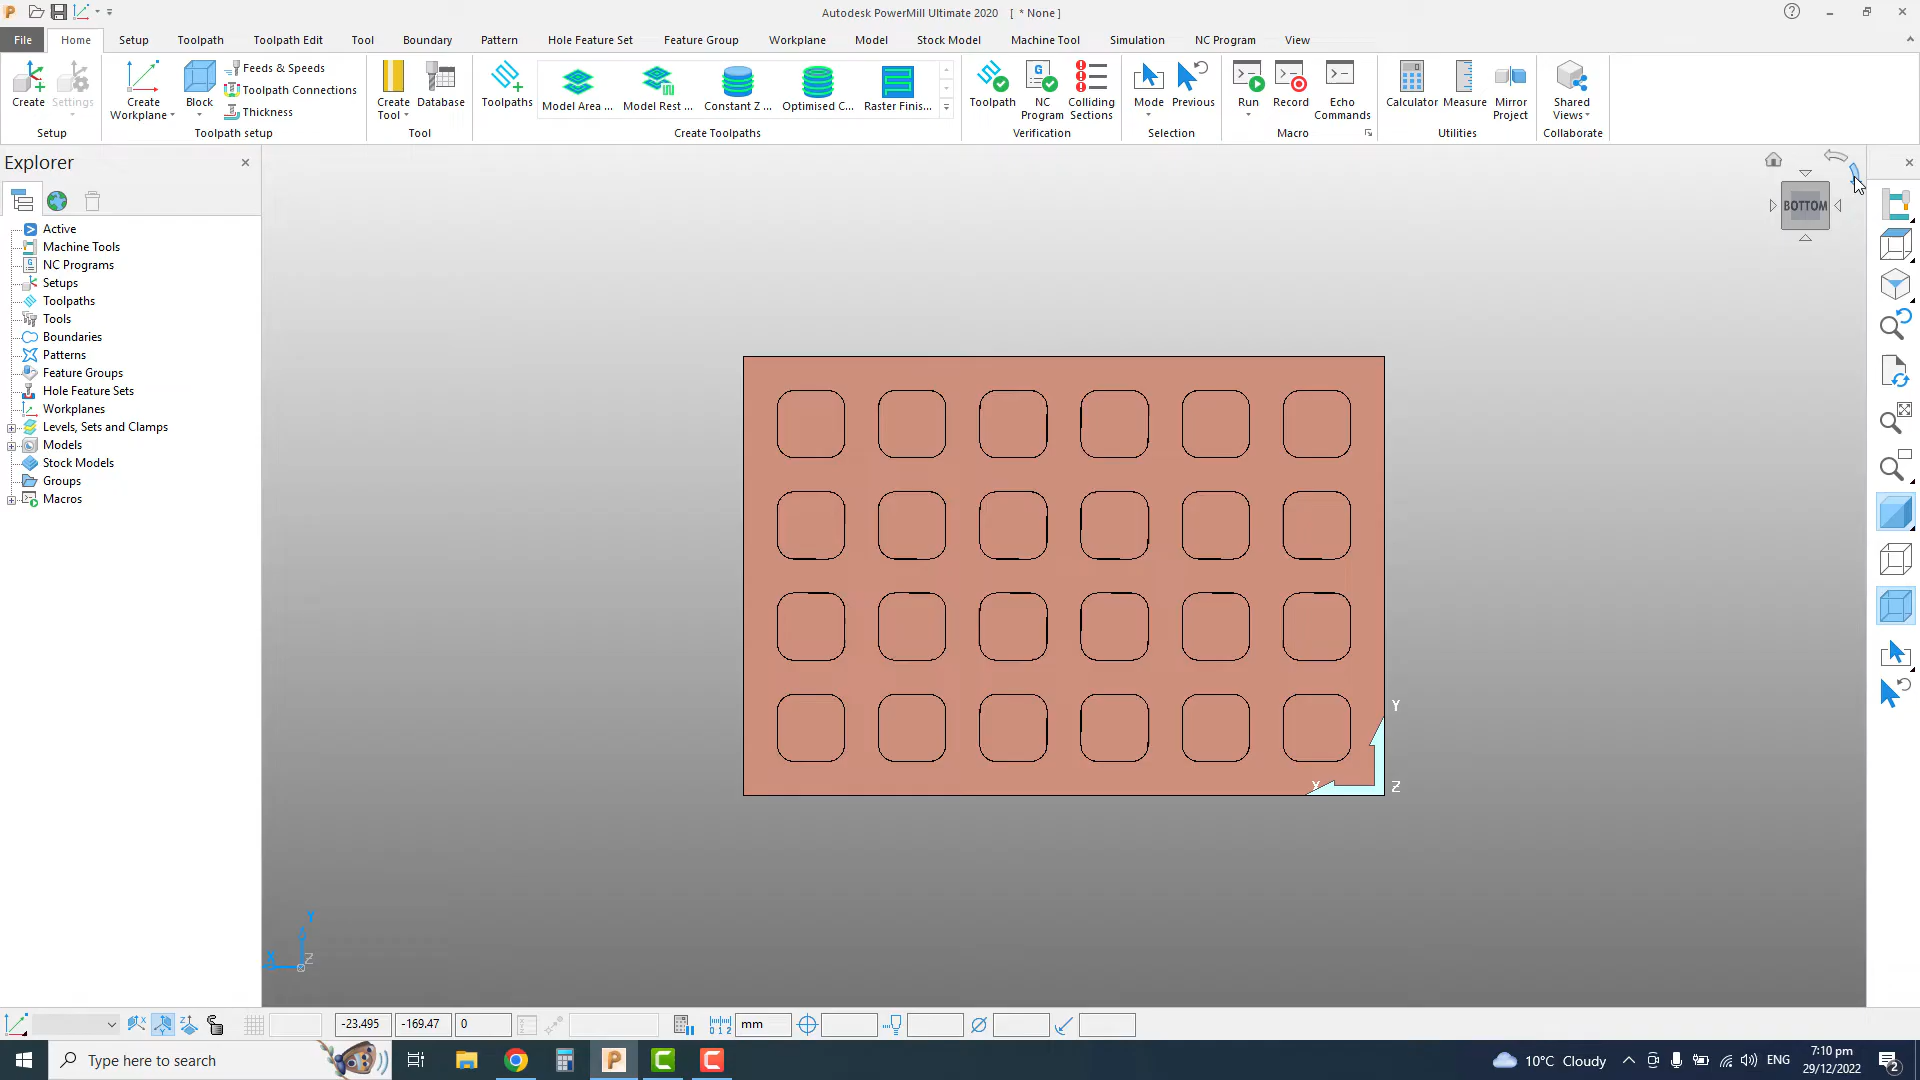 Autodesk PowerMill Ultimate 2020 [ * None ]
File Home Setup Toolpath Toolpath Edit Tool Boundary Pattern Hole Feature Set Feature Group Workplane Model Stock Model Machine Tool Simulation NC Program View
Create Settings Create Workplane Block Feeds & Speeds Toolpath Connections Thickness
Create Tool Database Toolpaths Model Area ... Model Rest ... Constant Z ... Optimised C... Raster Finis...
Toolpath NC Program Colliding Sections Mode Previous Run Record Echo Commands Calculator Measure Mirror Project Shared Views
Setup Toolpath setup Tool Create Toolpaths Verification Selection Macro Utilities Collaborate
Explorer
Active
Machine Tools
NC Programs
Setups
Toolpaths
Tools
Boundaries
Patterns
Feature Groups
Hole Feature Sets
Workplanes
Levels, Sets and Clamps
Models
Stock Models
Groups
Macros
BOTTOM
Y
X Z
Y
X Z
-23.495 -169.47 0 mm
Type here to search
10°C Cloudy ENG 7:10 pm
29/12/2022 2